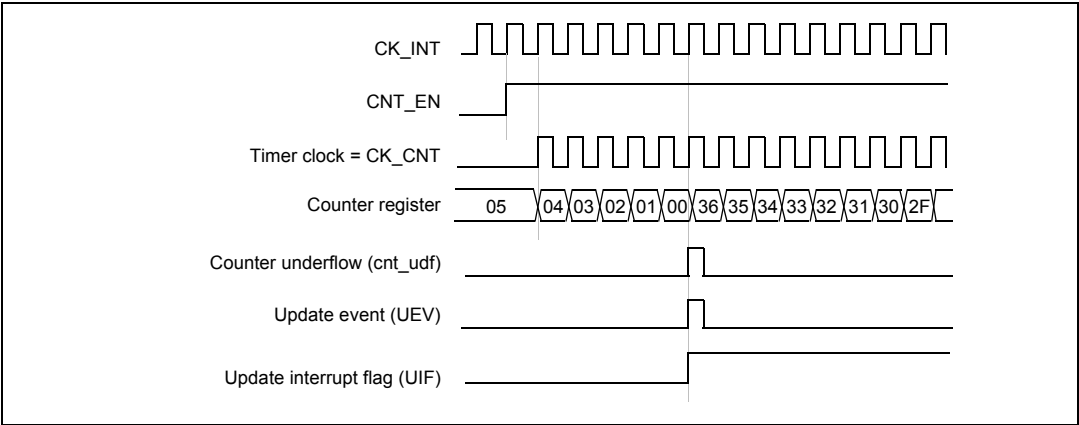 CK_INT
CNT_EN
Timer clock = CK_CNT
Counter register 05 04 03 02 01 00 36 35 34 33 32 31 30 2F
Counter underflow (cnt_udf)
Update event (UEV)
Update interrupt flag (UIF)